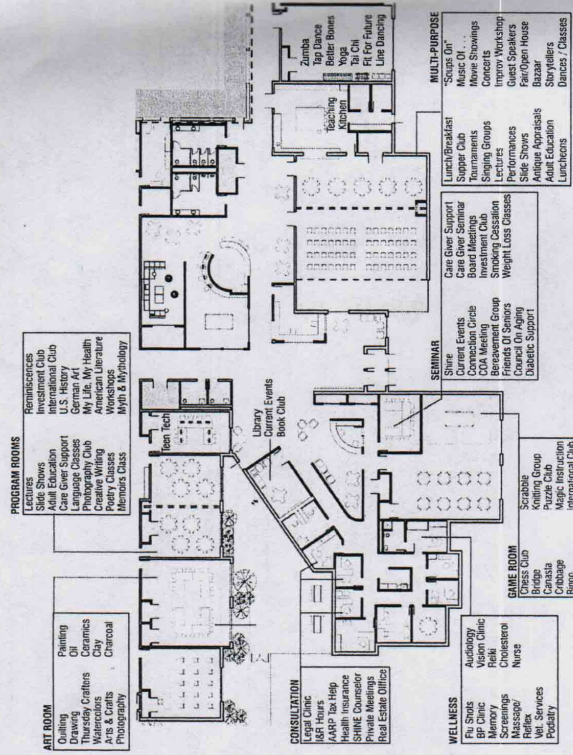 PROGRAM ROOMS
Lectures
Slide Shows
Adult Education
Care Giver Support
Language Classes
Photography Club
Creative Writing
Poetry Classes
Memoirs Class
Reminiscences
Investment Club
International Club
U.S. History
German Art
My Life, My Health
American Literature
Workshops
Myth & Mythology
ART ROOM
Quilting
Drawing
Thursday Crafters
Watercolors
Arts & Crafts
Photography
Painting
Oil
Ceramics
Clay
Charcoal
Teen Tech
Library
Current Events
Book Club
Teaching
Kitchen
Zumba
Tap Dance
Better Bones
Yoga
Tai Chi
Fit For Future
Line Dancing
CONSULTATION
Legal Clinic
I&R Hours
AARP Tax Help
Health Insurance
SHINE Counselor
Private Meetings
Real Estate Office
WELLNESS
Flu Shots
BP Clinic
Memory
Screenings
Massage/
Reflex
Vet. Services
Podiatry
Audiology
Vision Clinic
Reiki
Cholesterol
Nurse
GAME ROOM
Chess Club
Bridge
Canasta
Cribbage
Bingo
Scrabble
Knitting Group
Puzzle Club
Magic Instruction
International Club
SEMINAR
Shine
Current Events
Connection Circle
COA Meeting
Bereavement Group
Friends Of Seniors
Council On Aging
Diabetic Support
Care Giver Support
Care Giver Seminar
Board Meetings
Investment Club
Smoking Cessation
Weight Loss Classes
MULTI-PURPOSE
Lunch/Breakfast
Supper Club
Tournaments
Singing Groups
Lectures
Performances
Slide Shows
Antique Appraisals
Adult Education
Luncheons
"Soups On"
Music Of . . .
Movie Showings
Concerts
Improv Workshop
Guest Speakers
Fair/Open House
Bazaar
Storytellers
Dances / Classes